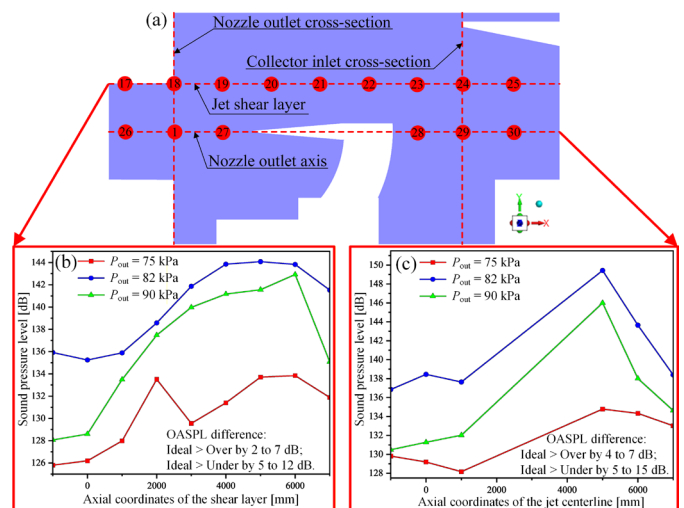 (a)
Nozzle outlet cross-section
Collector inlet cross-section
17 18 19 20 21 22 23 24 25
Jet shear layer
26 1 27 28 29 30
Nozzle outlet axis
Y
X
(b)
P_out = 75 kPa
P_out = 82 kPa
P_out = 90 kPa
Sound pressure level [dB]
144
142
140
138
136
134
132
130
128
126
OASPL difference:
Ideal > Over by 2 to 7 dB;
Ideal > Under by 5 to 12 dB.
0 2000 4000 6000
Axial coordinates of the shear layer [mm]
(c)
P_out = 75 kPa
P_out = 82 kPa
P_out = 90 kPa
Sound pressure level [dB]
150
148
146
144
142
140
138
136
134
132
130
128
OASPL difference:
Ideal > Over by 4 to 7 dB;
Ideal > Under by 5 to 15 dB.
0 2000 4000 6000
Axial coordinates of the jet centerline [mm]